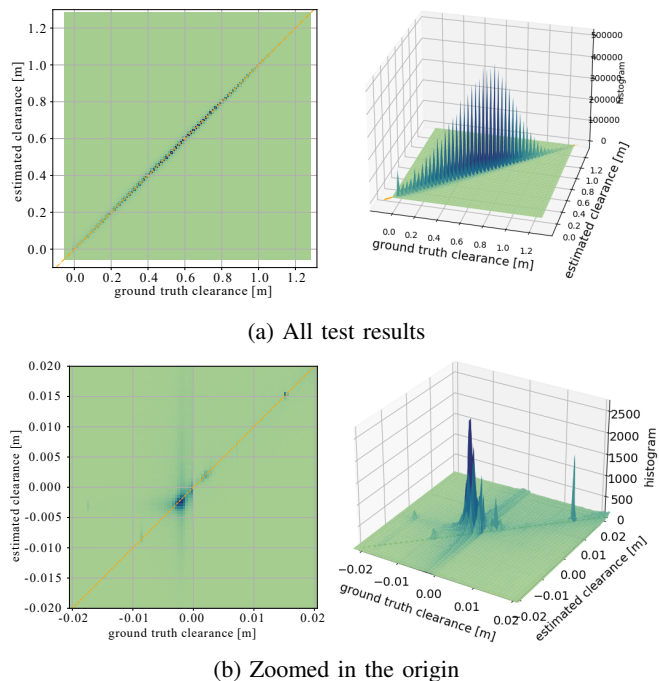 1.2
1.0
0.8
0.6
0.4
0.2
0.0
estimated clearance [m]
0.0 0.2 0.4 0.6 0.8 1.0 1.2
ground truth clearance [m]
500000
400000
300000
200000
100000
0
histogram
1.2
1.0
0.8
0.6
0.4
0.2
0.0
estimated clearance [m]
0.0 0.2 0.4 0.6 0.8 1.0 1.2
ground truth clearance [m]
(a) All test results
0.020
0.015
0.010
0.005
0.000
-0.005
-0.010
-0.015
-0.020
estimated clearance [m]
-0.02 -0.01 0.00 0.01 0.02
ground truth clearance [m]
2500
2000
1500
1000
500
0
histogram
0.02
0.01
0.00
−0.01
−0.02
estimated clearance [m]
−0.02 −0.01 0.00 0.01 0.02
ground truth clearance [m]
(b) Zoomed in the origin